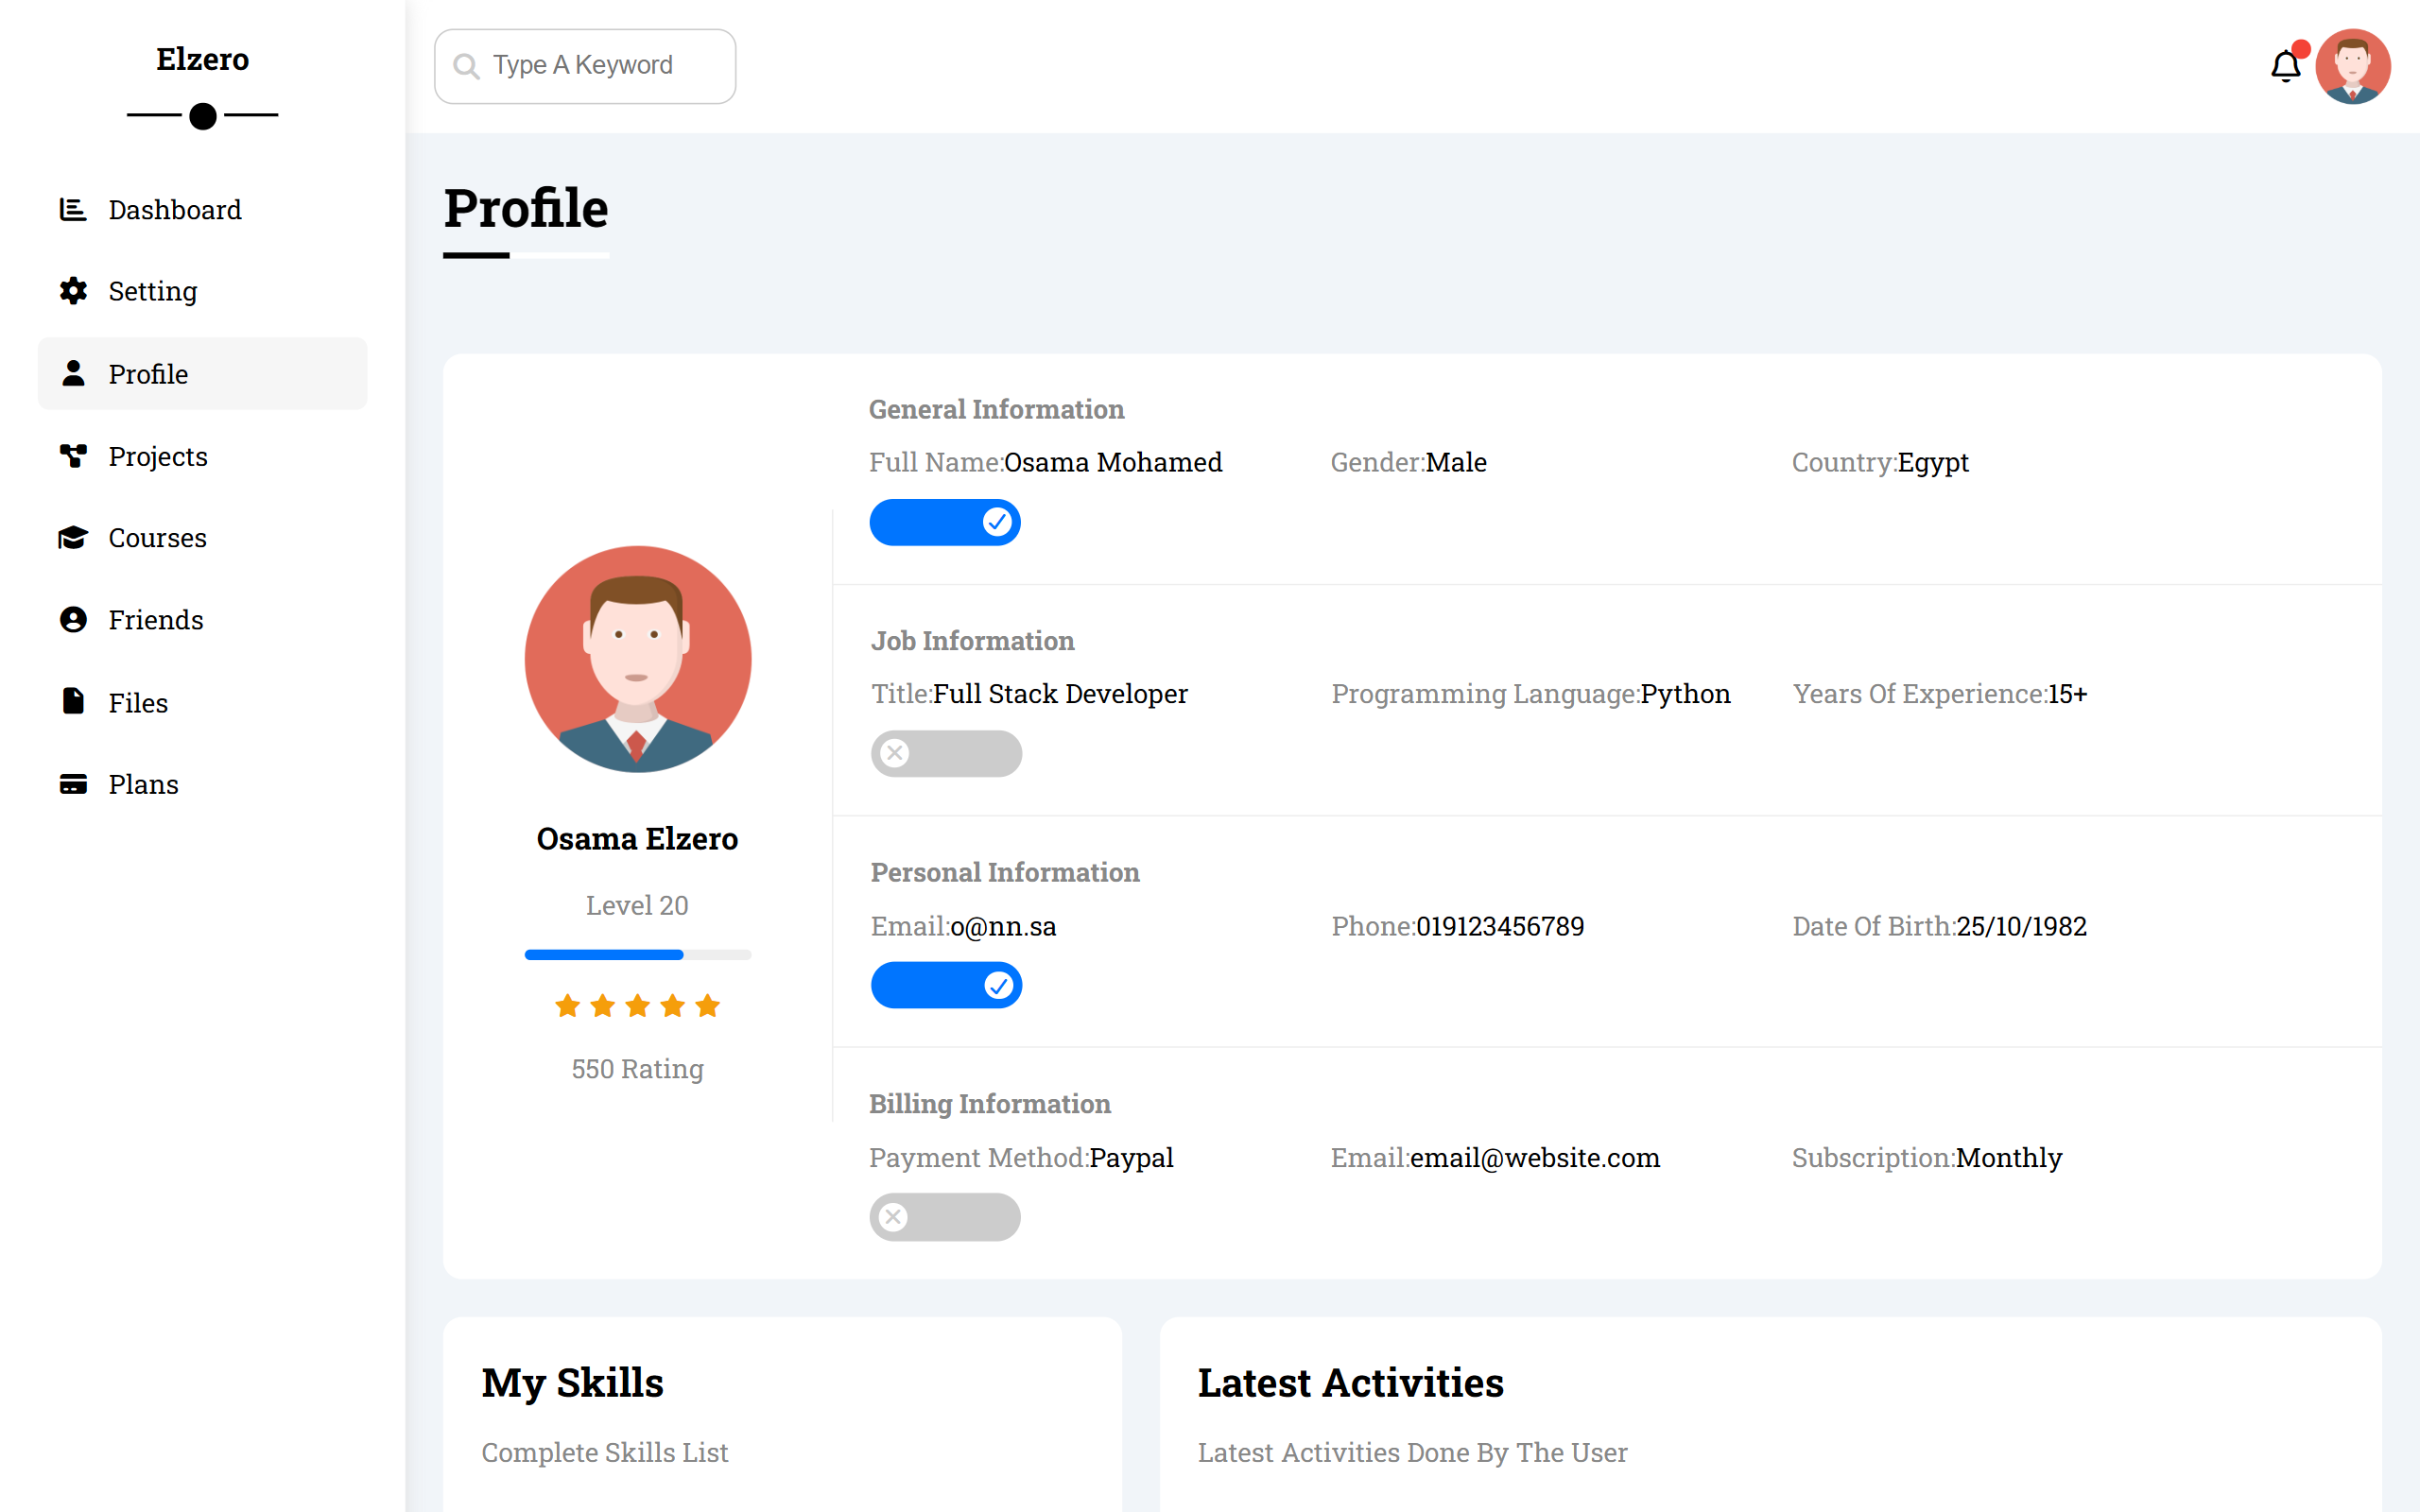 Elzero
Dashboard
Setting
Profile
Projects
Courses
Friends
Files
Plans
Type A Keyword
Profile
Osama Elzero
Level 20
550 Rating
General Information
Full Name:Osama Mohamed Gender:Male Country:Egypt
Job Information
Title:Full Stack Developer Programming Language:Python Years Of Experience:15+
Personal Information
Email:o@nn.sa Phone:019123456789 Date Of Birth:25/10/1982
Billing Information
Payment Method:Paypal Email:email@website.com Subscription:Monthly
My Skills
Complete Skills List
Latest Activities
Latest Activities Done By The User